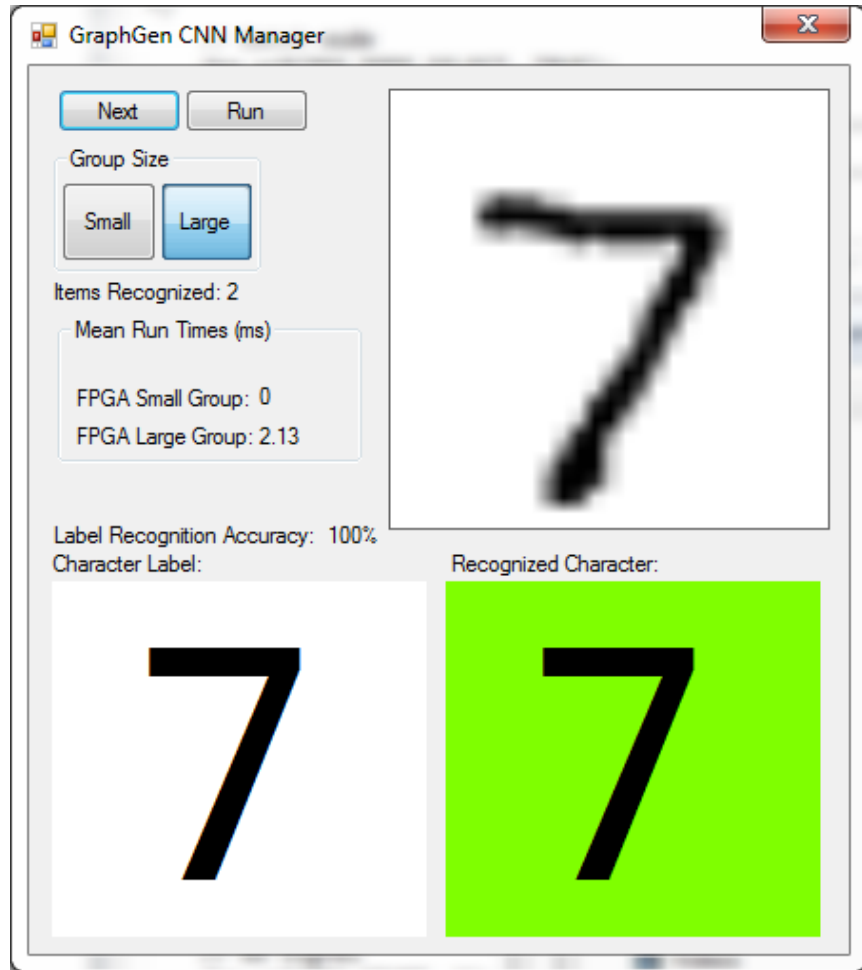 GraphGen CNN Manager
Next Run
Group Size
Small Large
Items Recognized: 2
Mean Run Times (ms)
FPGA Small Group: 0
FPGA Large Group: 2.13
7
Label Recognition Accuracy: 100%
Character Label: Recognized Character:
7 7